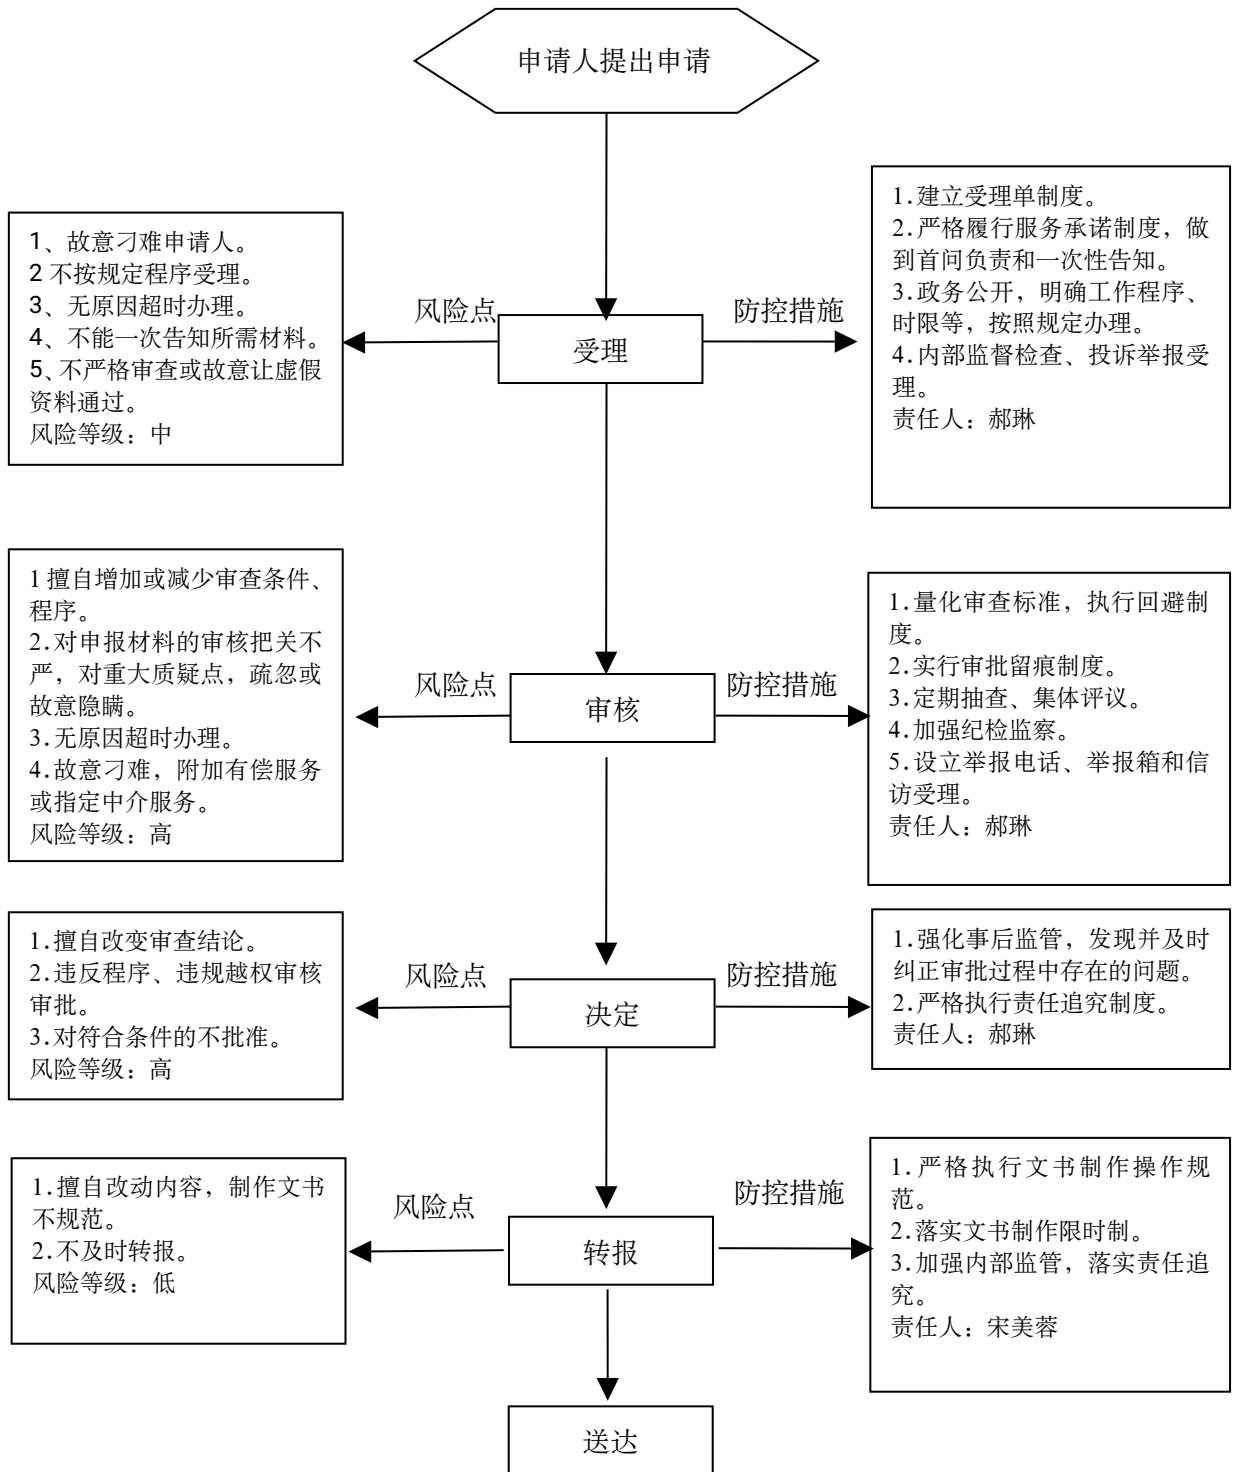 申请人提出申请
1、故意刁难申请人。
2 不按规定程序受理。
3、无原因超时办理。
4、不能一次告知所需材料。
5、不严格审查或故意让虚假
资料通过。
风险等级：中
风险点
受理
防控措施
1.建立受理单制度。
2.严格履行服务承诺制度，做
到首问负责和一次性告知。
3.政务公开，明确工作程序、
时限等，按照规定办理。
4.内部监督检查、投诉举报受
理。
责任人：郝琳
1 擅自增加或减少审查条件、
程序。
2.对申报材料的审核把关不
严，对重大质疑点，疏忽或
故意隐瞒。
3.无原因超时办理。
4.故意刁难，附加有偿服务
或指定中介服务。
风险等级：高
风险点
审核
防控措施
1.量化审查标准，执行回避制
度。
2.实行审批留痕制度。
3.定期抽查、集体评议。
4.加强纪检监察。
5.设立举报电话、举报箱和信
访受理。
责任人：郝琳
1.擅自改变审查结论。
2.违反程序、违规越权审核
审批。
3.对符合条件的不批准。
风险等级：高
风险点
决定
防控措施
1.强化事后监管，发现并及时
纠正审批过程中存在的问题。
2.严格执行责任追究制度。
责任人：郝琳
1.擅自改动内容，制作文书
不规范。
2.不及时转报。
风险等级：低
风险点
转报
防控措施
1.严格执行文书制作操作规
范。
2.落实文书制作限时制。
3.加强内部监管，落实责任追
究。
责任人：宋美蓉
送达